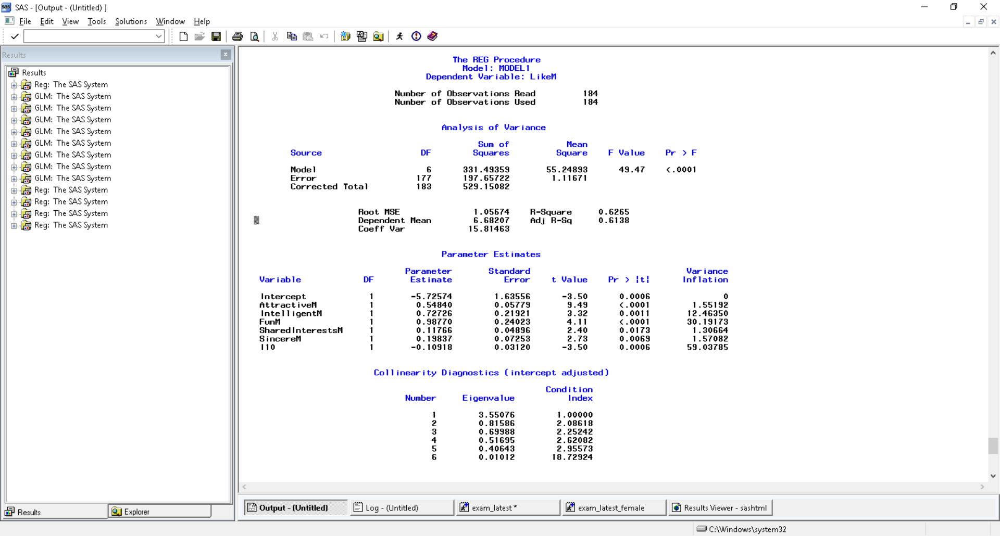 SAS - [Output - (Untitled) ]
File Edit View Tools Solutions Window Help
Results
Results
Reg: The SAS System
GLM: The SAS System
GLM: The SAS System
GLM: The SAS System
GLM: The SAS System
GLM: The SAS System
GLM: The SAS System
GLM: The SAS System
GLM: The SAS System
Reg: The SAS System
Reg: The SAS System
Reg: The SAS System
Reg: The SAS System
Results Explorer
The REG Procedure
Model: MODEL1
Dependent Variable: LikeM
Number of Observations Read 184
Number of Observations Used 184
Analysis of Variance
Sum of Mean
Source DF Squares Square F Value Pr > F
Model 6 331.49359 55.24893 49.47 <.0001
Error 177 197.65722 1.11671
Corrected Total 183 529.15082
Root MSE 1.05674 R-Square 0.6265
Dependent Mean 6.68207 Adj R-Sq 0.6138
Coeff Var 15.81463
Parameter Estimates
Parameter Standard Variance
Variable DF Estimate Error t Value Pr > |t| Inflation
Intercept 1 -5.72574 1.63556 -3.50 0.0006 0
AttractiveM 1 0.54840 0.05779 9.49 <.0001 1.55192
IntelligentM 1 0.72726 0.21921 3.32 0.0011 12.46350
FunM 1 0.98770 0.24023 4.11 <.0001 30.19173
SharedInterestsM 1 0.11766 0.04896 2.40 0.0173 1.30664
SincereM 1 0.19837 0.07253 2.73 0.0069 1.57082
I10 1 -0.10918 0.03120 -3.50 0.0006 59.03785
Collinearity Diagnostics (intercept adjusted)
Condition
Number Eigenvalue Index
1 3.55076 1.00000
2 0.81586 2.08618
3 0.69988 2.25242
4 0.51695 2.62082
5 0.40643 2.95573
6 0.01012 18.72924
Output - (Untitled) Log - (Untitled) exam_latest * exam_latest_female Results Viewer - sashtml
C:\Windows\system32